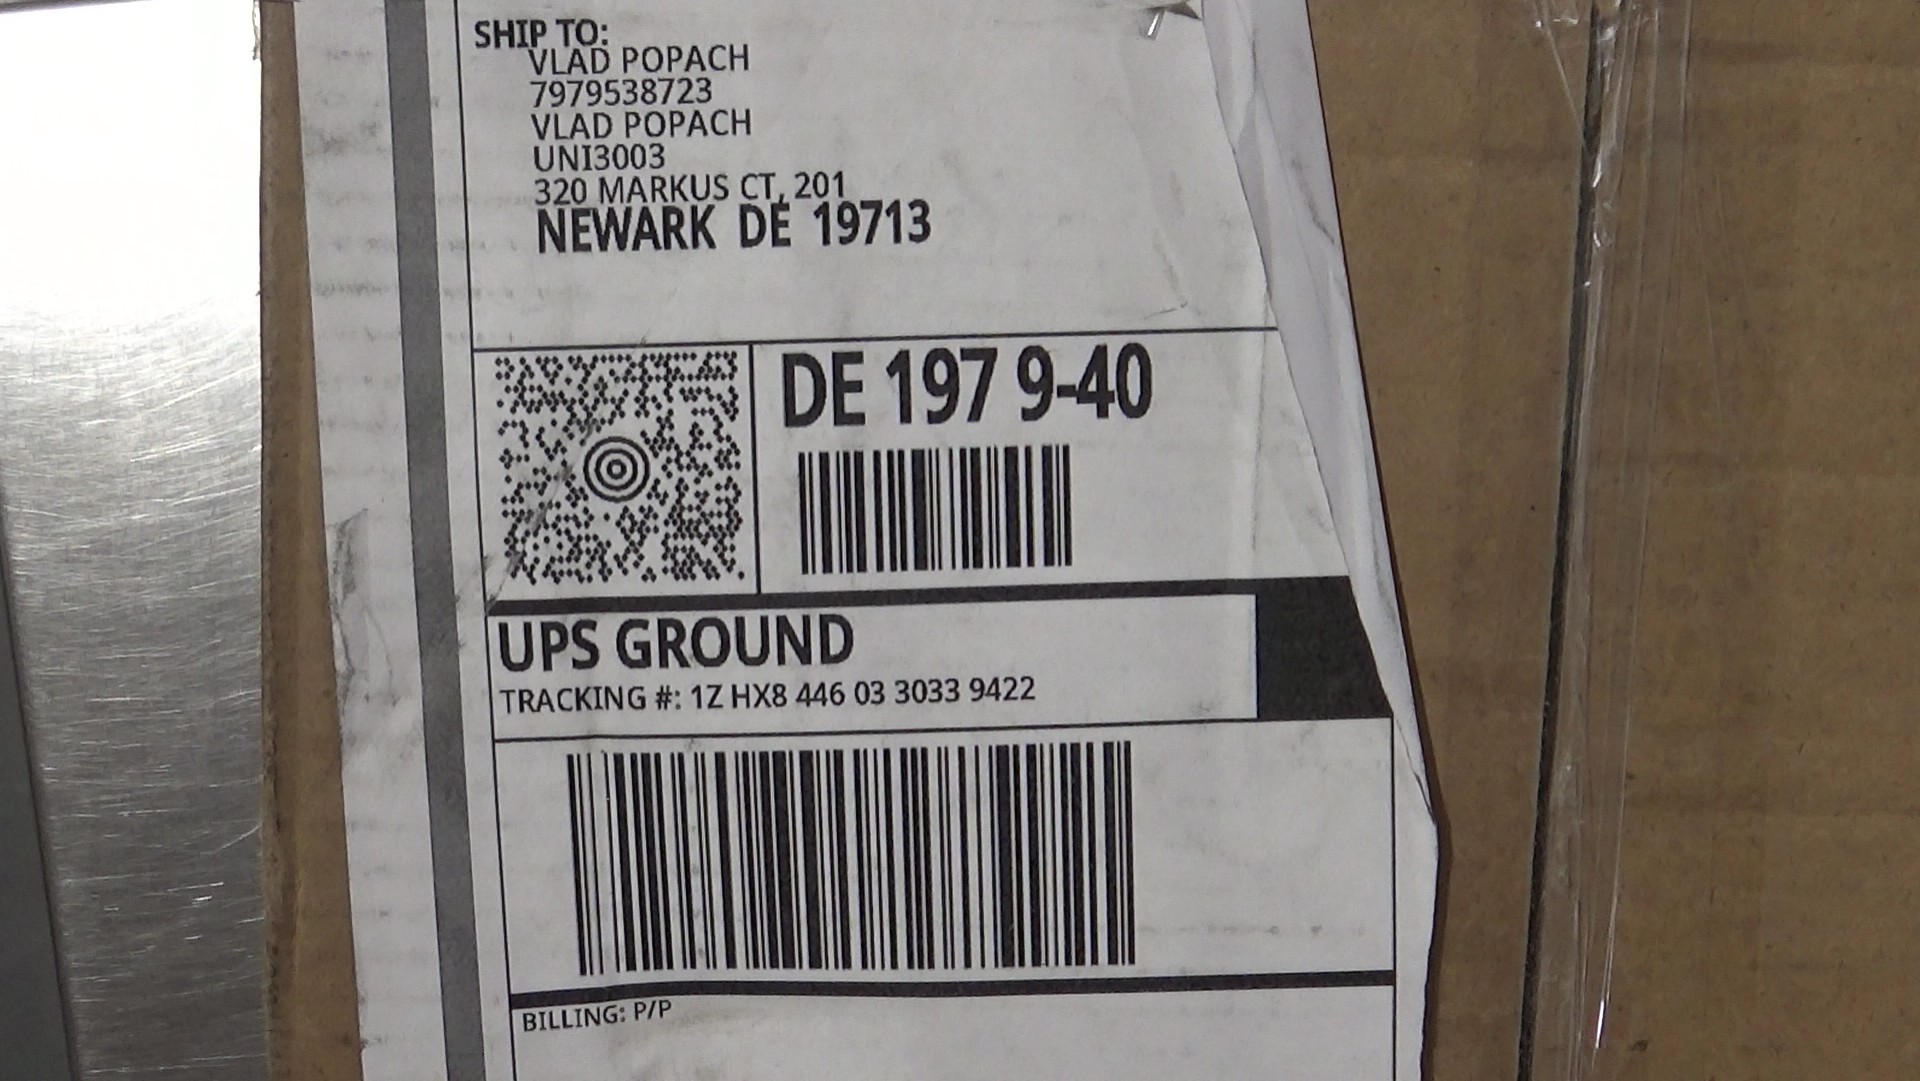 SHIP TO:
VLAD POPACH
7979538723
VLAD POPACH
UNI3003
320 MARKUS CT, 201
NEWARK DE 19713
DE 197 9-40
UPS GROUND
TRACKING #: 1Z HX8 446 03 3033 9422
BILLING: P/P